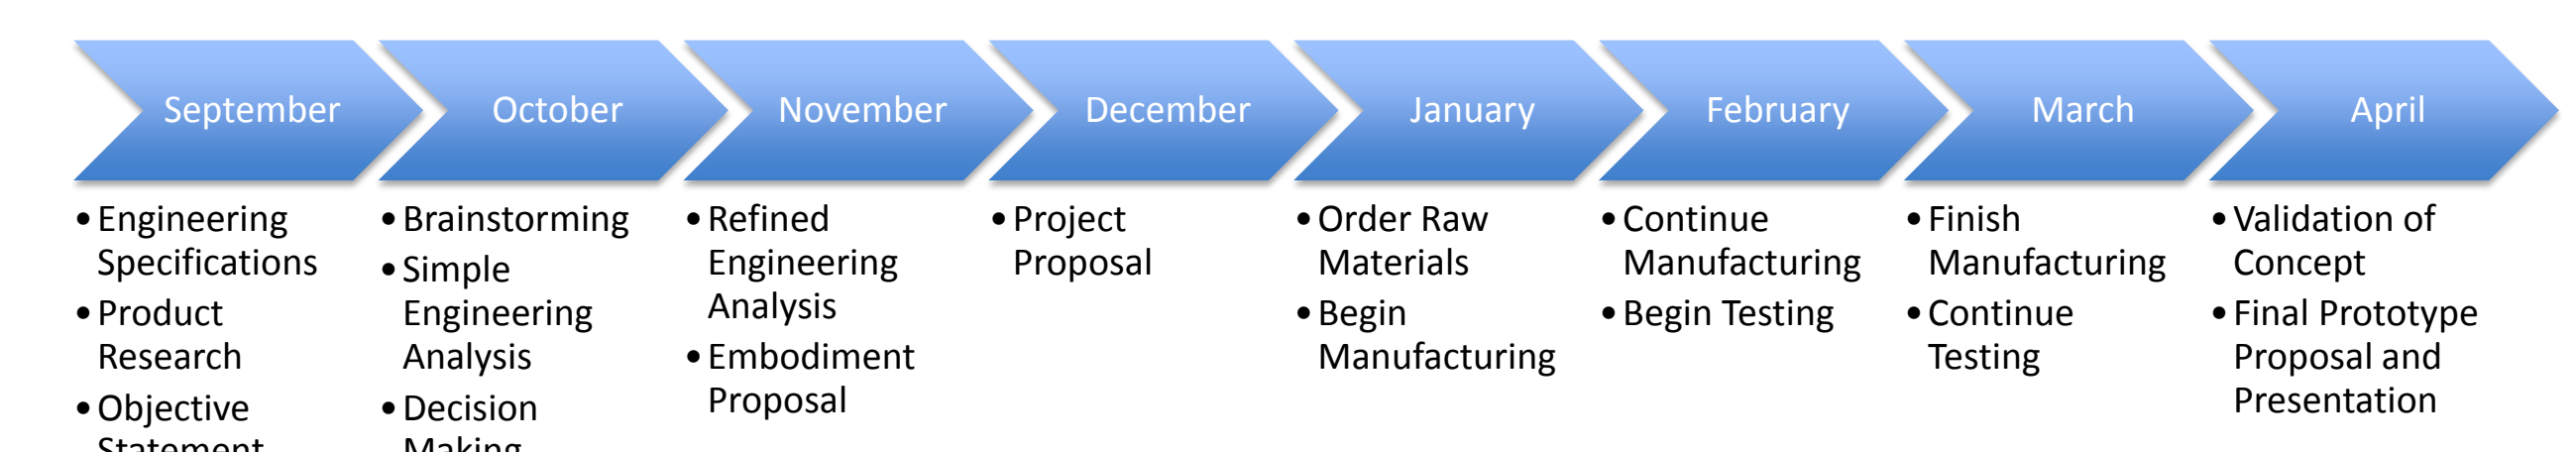 September
October
November
December
January
February
March
April
•Engineering
Specifications
•Product
Research
•Objective
Statement
•Brainstorming
•Simple
Engineering
Analysis
•Decision
Making
•Refined
Engineering
Analysis
•Embodiment
Proposal
•Project
Proposal
•Order Raw
Materials
•Begin
Manufacturing
•Continue
Manufacturing
•Begin Testing
•Finish
Manufacturing
•Continue
Testing
•Validation of
Concept
•Final Prototype
Proposal and
Presentation